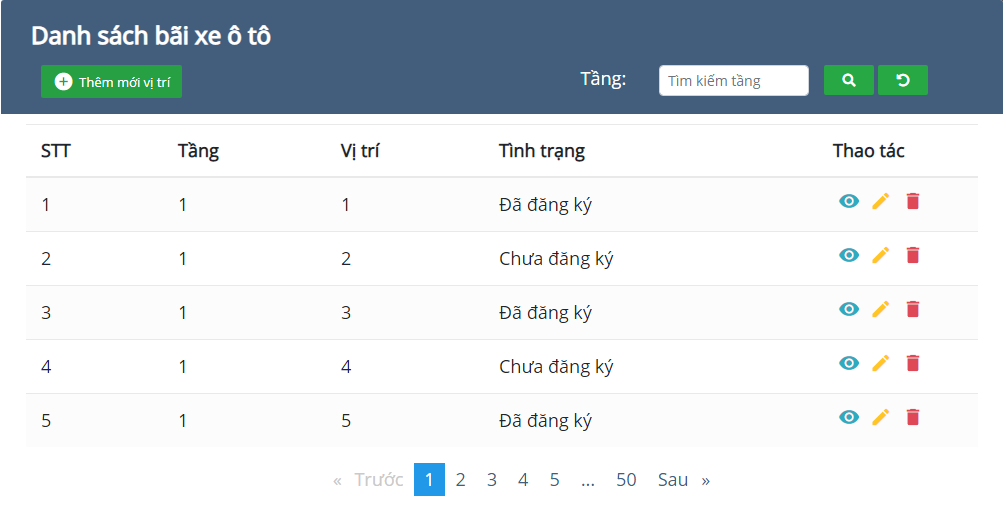 Danh sách bãi xe ô tô
Thêm mới vị trí Tầng: Tìm kiếm tầng
STT Tầng Vị trí Tình trạng Thao tác
1 1 1 Đã đăng ký
2 1 2 Chưa đăng ký
3 1 3 Đã đăng ký
4 1 4 Chưa đăng ký
5 1 5 Đã đăng ký
« Trước 1 2 3 4 5 ... 50 Sau »